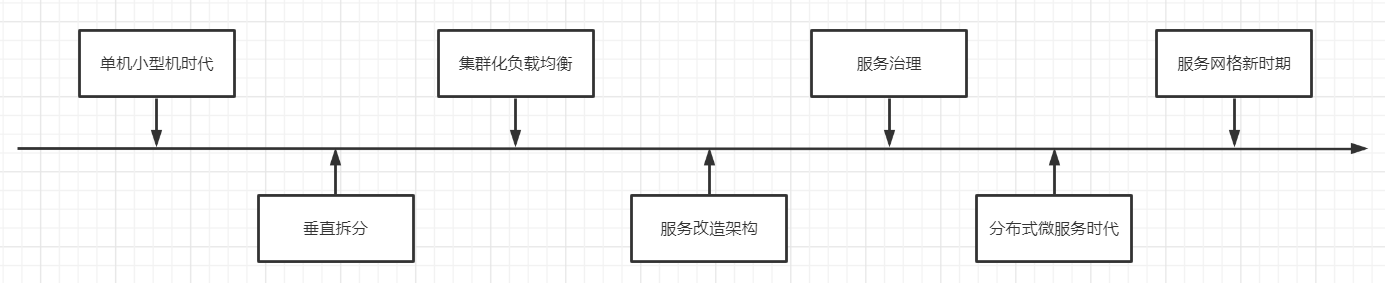 单机小型机时代
集群化负载均衡
服务治理
服务网格新时期
垂直拆分
服务改造架构
分布式微服务时代